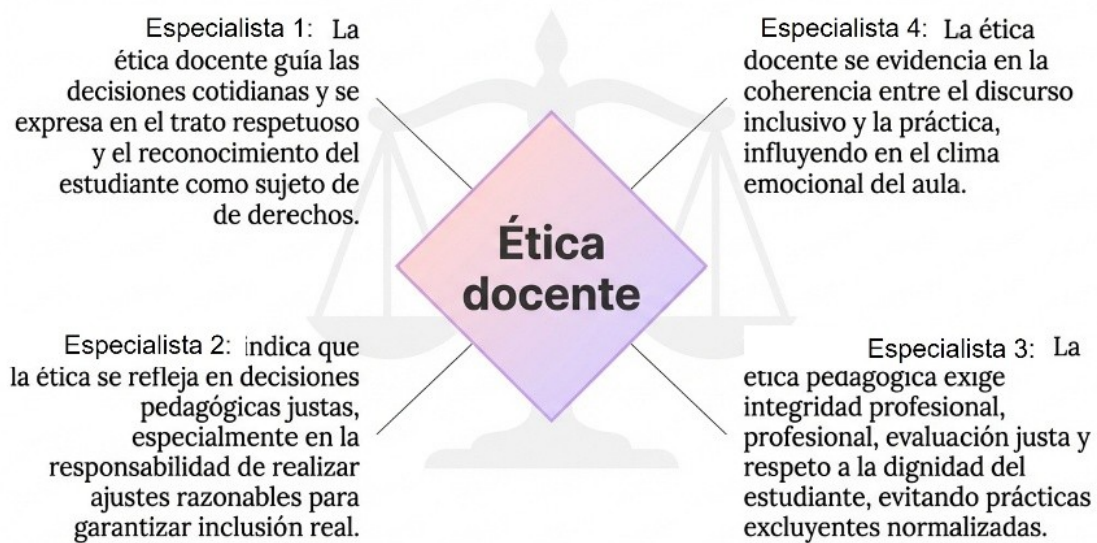 Especialista 1: La
ética docente guía las
decisiones cotidianas y se
expresa en el trato respetuoso
y el reconocimiento del
estudiante como sujeto de
de derechos.
Especialista 4: La ética
docente se evidencia en la
coherencia entre el discurso
inclusivo y la práctica,
influyendo en el clima
emocional del aula.
Ética
docente
Especialista 2: indica que
la ética se refleja en decisiones
pedagógicas justas,
especialmente en la
responsabilidad de realizar
ajustes razonables para
garantizar inclusión real.
Especialista 3: La
etica pedagogica exige
integridad profesional,
profesional, evaluación justa y
respeto a la dignidad del
estudiante, evitando prácticas
excluyentes normalizadas.